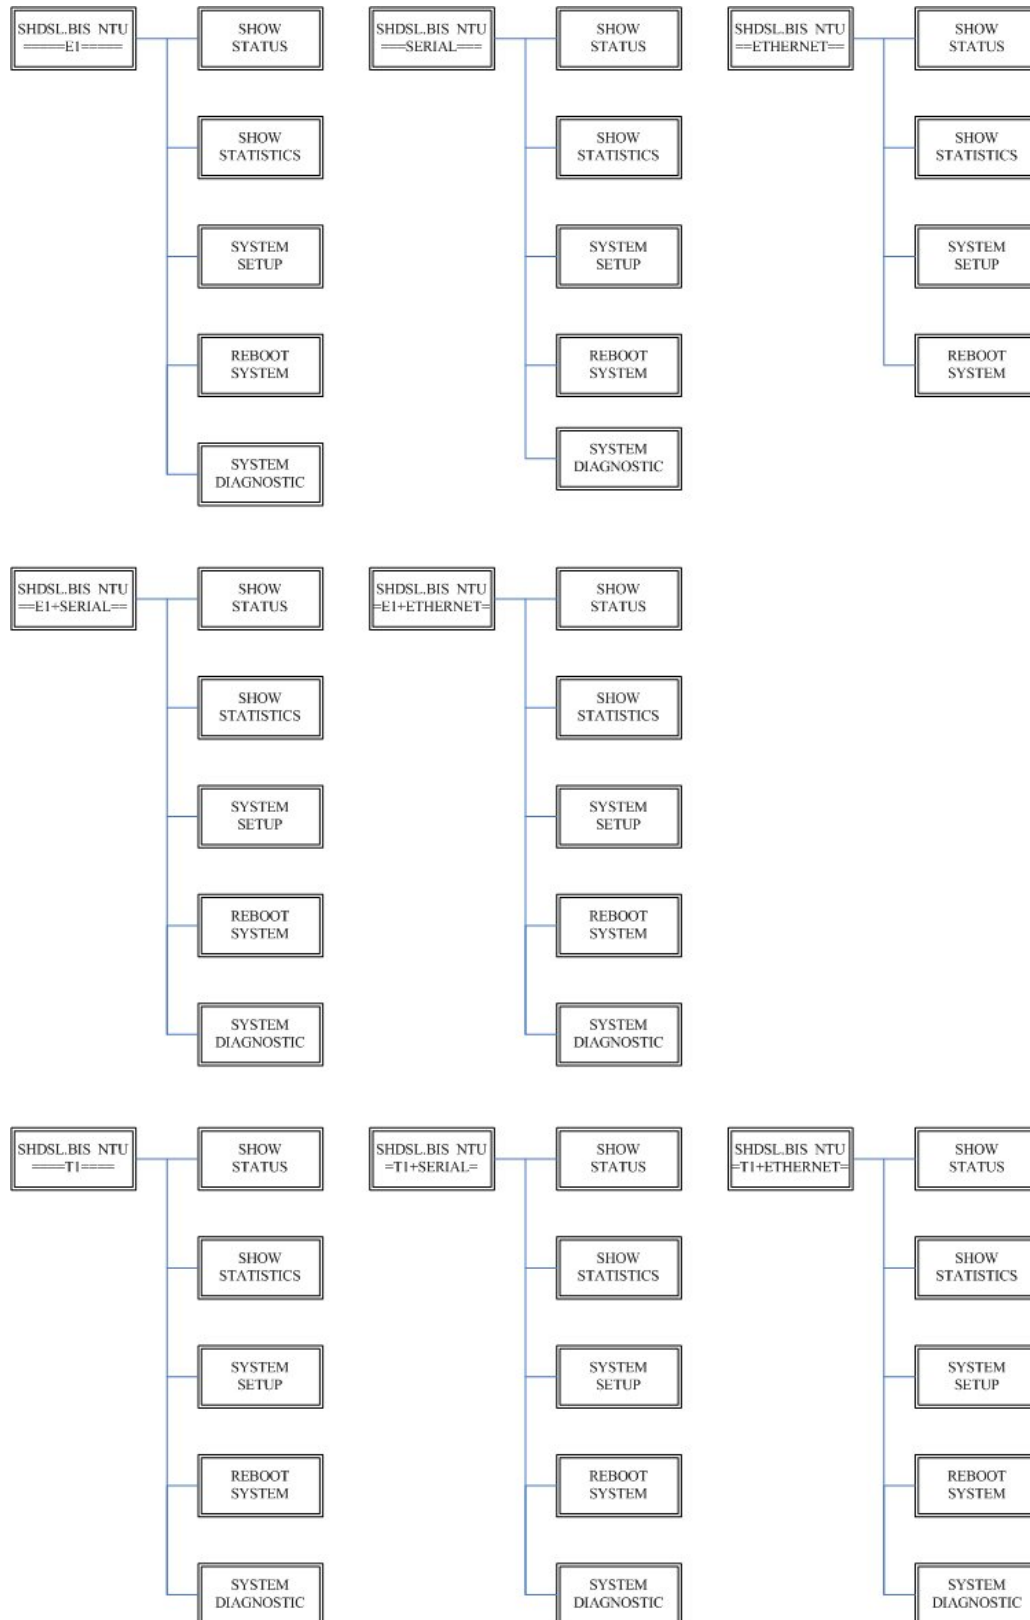 SHDSL.BIS NTU
=====E1=====
SHOW
STATUS
SHOW
STATISTICS
SYSTEM
SETUP
REBOOT
SYSTEM
SYSTEM
DIAGNOSTIC
SHDSL.BIS NTU
====SERIAL===
SHOW
STATUS
SHOW
STATISTICS
SYSTEM
SETUP
REBOOT
SYSTEM
SYSTEM
DIAGNOSTIC
SHDSL.BIS NTU
==ETHERNET==
SHOW
STATUS
SHOW
STATISTICS
SYSTEM
SETUP
REBOOT
SYSTEM
SHDSL.BIS NTU
==E1+SERIAL==
SHOW
STATUS
SHOW
STATISTICS
SYSTEM
SETUP
REBOOT
SYSTEM
SYSTEM
DIAGNOSTIC
SHDSL.BIS NTU
=E1+ETHERNET=
SHOW
STATUS
SHOW
STATISTICS
SYSTEM
SETUP
REBOOT
SYSTEM
SYSTEM
DIAGNOSTIC
SHDSL.BIS NTU
====T1====
SHOW
STATUS
SHOW
STATISTICS
SYSTEM
SETUP
REBOOT
SYSTEM
SYSTEM
DIAGNOSTIC
SHDSL.BIS NTU
=T1+SERIAL=
SHOW
STATUS
SHOW
STATISTICS
SYSTEM
SETUP
REBOOT
SYSTEM
SYSTEM
DIAGNOSTIC
SHDSL.BIS NTU
=T1+ETHERNET=
SHOW
STATUS
SHOW
STATISTICS
SYSTEM
SETUP
REBOOT
SYSTEM
SYSTEM
DIAGNOSTIC